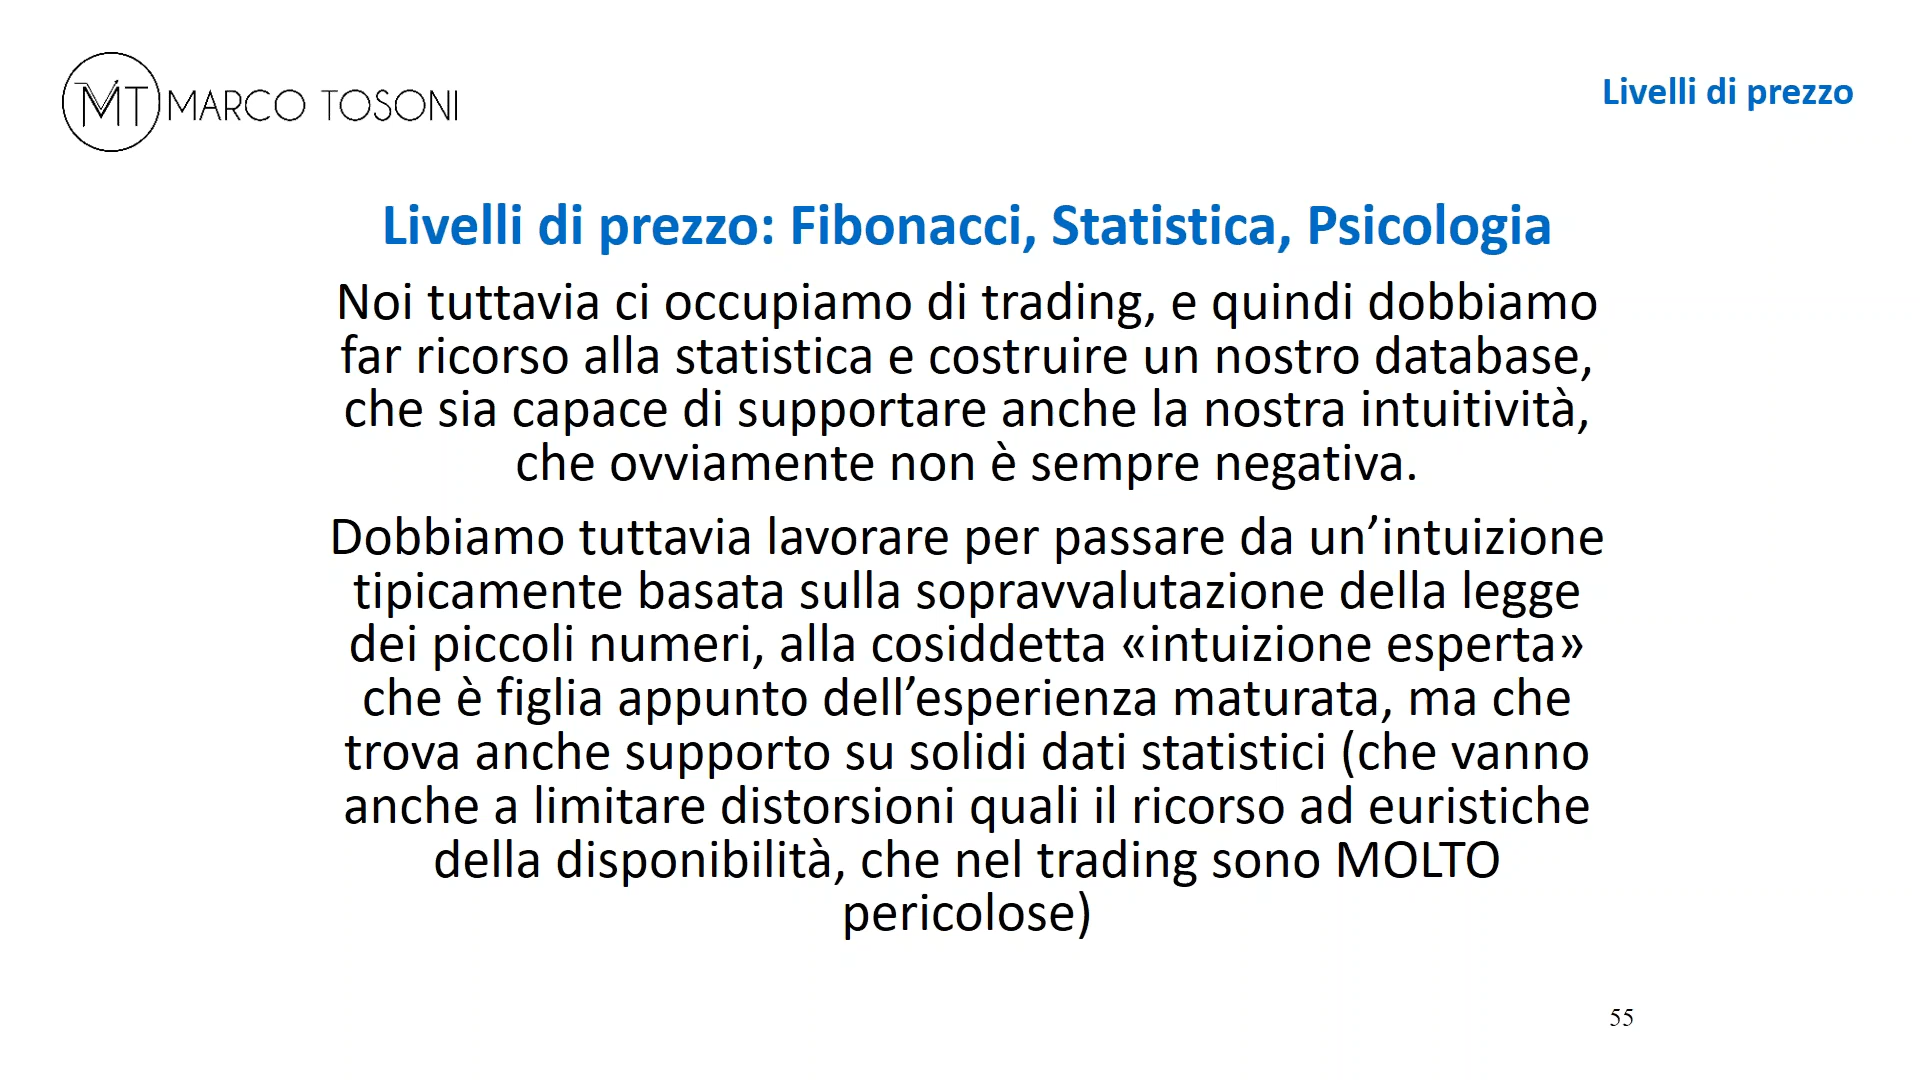 MT MARCO TOSONI
Livelli di prezzo
Livelli di prezzo: Fibonacci, Statistica, Psicologia
Noi tuttavia ci occupiamo di trading, e quindi dobbiamo
far ricorso alla statistica e costruire un nostro database,
che sia capace di supportare anche la nostra intuitività,
che ovviamente non è sempre negativa.
Dobbiamo tuttavia lavorare per passare da un’intuizione
tipicamente basata sulla sopravvalutazione della legge
dei piccoli numeri, alla cosiddetta «intuizione esperta»
che è figlia appunto dell’esperienza maturata, ma che
trova anche supporto su solidi dati statistici (che vanno
anche a limitare distorsioni quali il ricorso ad euristiche
della disponibilità, che nel trading sono MOLTO
pericolose)
55